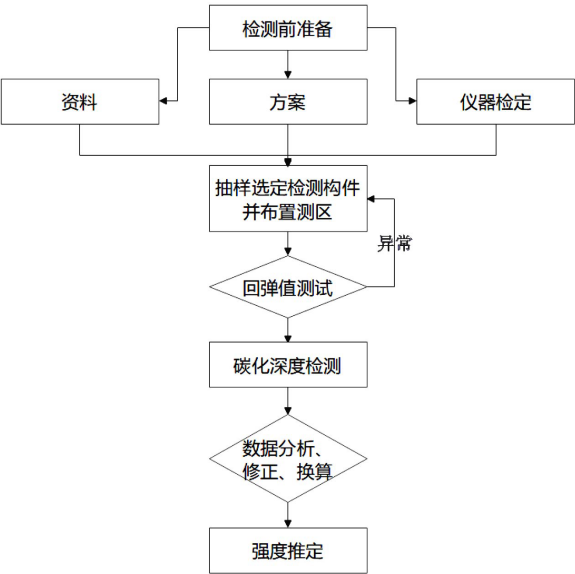 检测前准备
资料
方案
仪器检定
抽样选定检测构件
并布置测区
异常
回弹值测试
碳化深度检测
数据分析、
修正、换算
强度推定